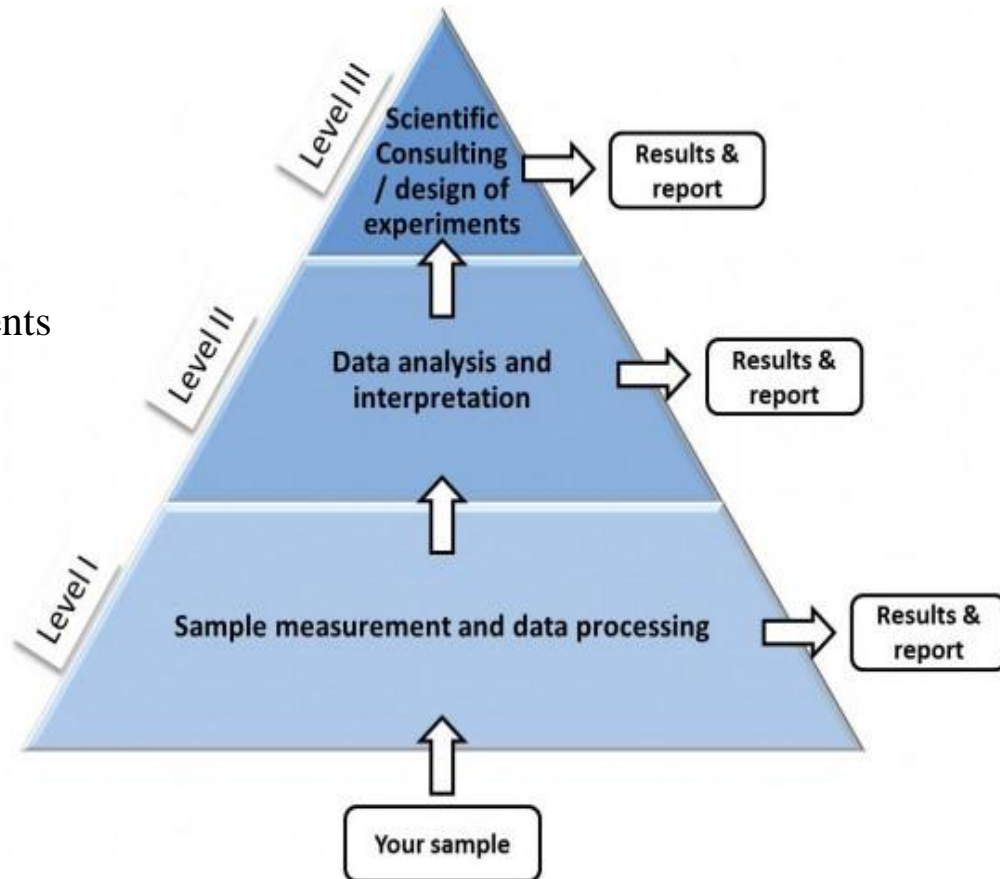 Level III
Scientific
Consulting
/ design of
experiments
Results &
report
ents
Level II
Data analysis and
interpretation
Results &
report
Level I
Sample measurement and data processing
Results &
report
Your sample